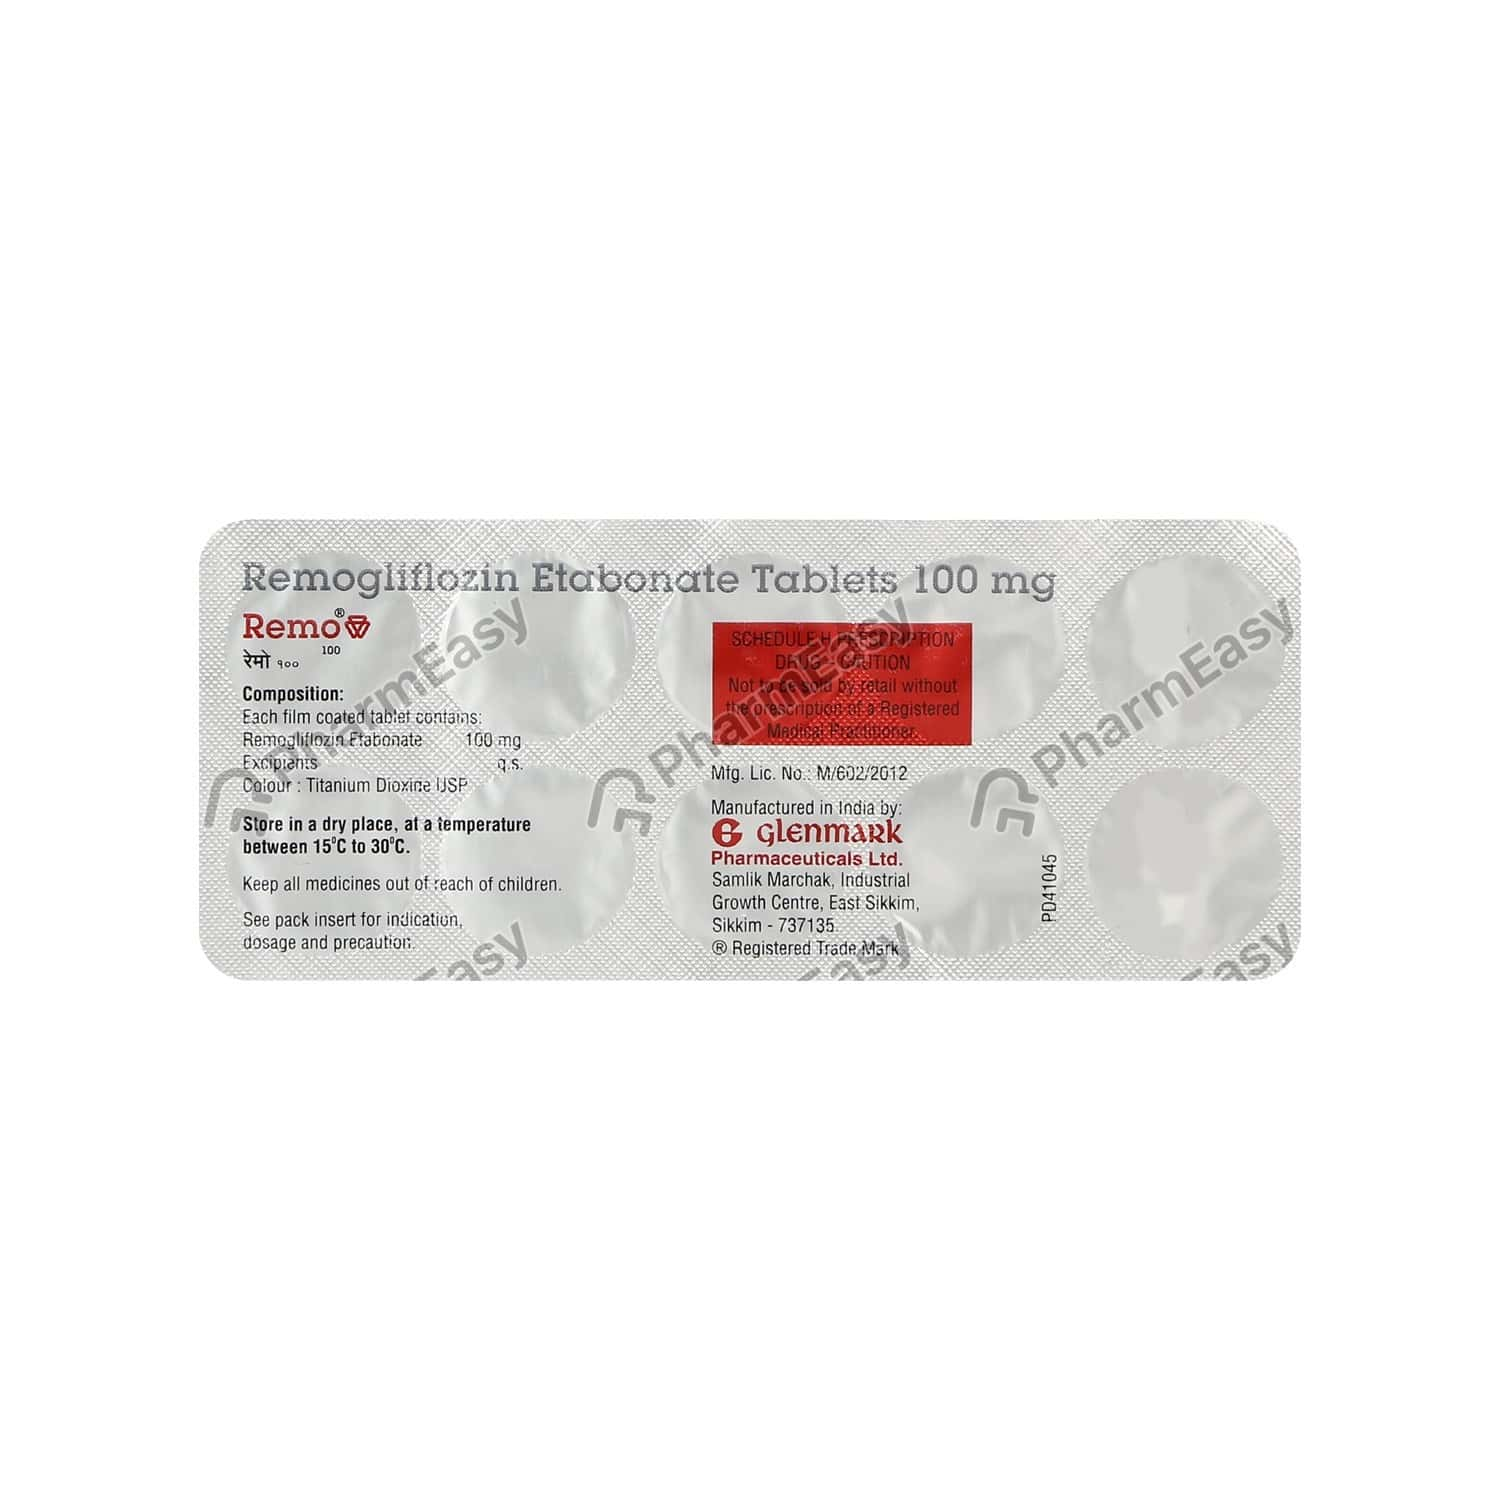 Remogliflozin Etabonate Tablets 100 mg
Remo®
100
रेमो १००
Composition:
Each film coated tablet contains:
Remogliflozin Etabonate 100 mg
Excipients q.s.
Colour : Titanium Dioxide USP
Store in a dry place, at a temperature
between 15°C to 30°C.
Keep all medicines out of reach of children.
See pack insert for indication,
dosage and precaution.
SCHEDULE H PRESCRIPTION
DRUG - CAUTION
Not to be sold by retail without
the prescription of a Registered
Medical Practitioner.
Mfg. Lic. No.: M/602/2012
Manufactured in India by:
glenmark
Pharmaceuticals Ltd.
Samlik Marchak, Industrial
Growth Centre, East Sikkim,
Sikkim - 737135.
® Registered Trade Mark
PD41045
PharmEasy
PharmEasy
PharmEasy
Easy
Easy
Easy